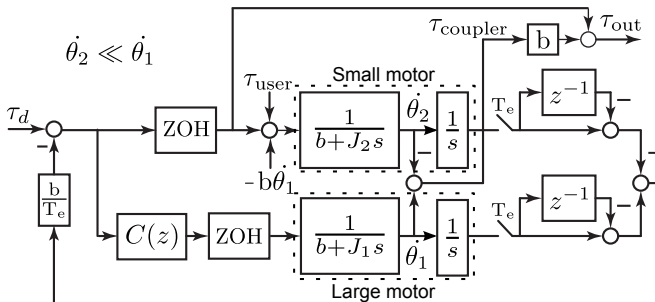 τ_coupler
τ_out
b
θ̇₂ ≪ θ̇₁
τ_user
Small motor
τ_d
ZOH
1/(b+J₂s)
θ̇₂
1/s
T_e
z⁻¹
-bθ̇₁
b/T_e
C(z)
ZOH
1/(b+J₁s)
θ̇₁
1/s
T_e
z⁻¹
Large motor